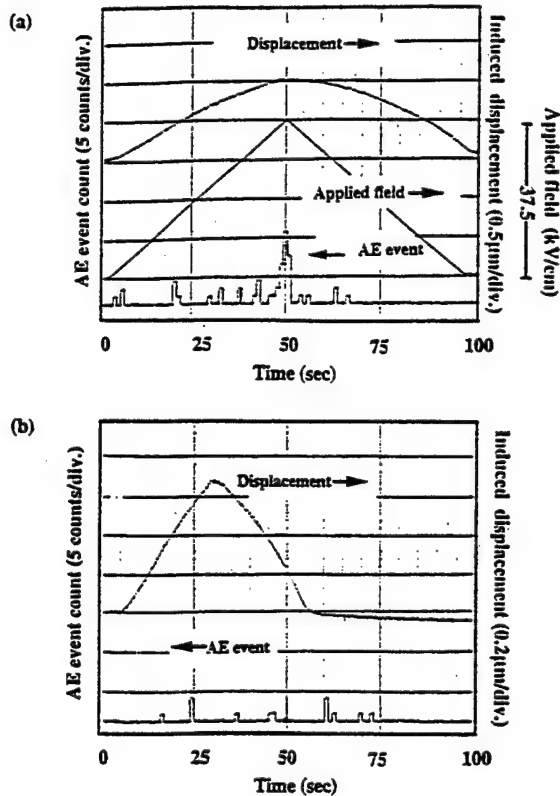 (a)
Displacement
Applied field
AE event
AE event count (5 counts/div.)
Induced displacement (0.5μm/div.)
Applied field (kV/cm)
37.5
0 25 50 75 100
Time (sec)
(b)
Displacement
AE event
AE event count (5 counts/div.)
Induced displacement (0.2μm/div.)
0 25 50 75 100
Time (sec)